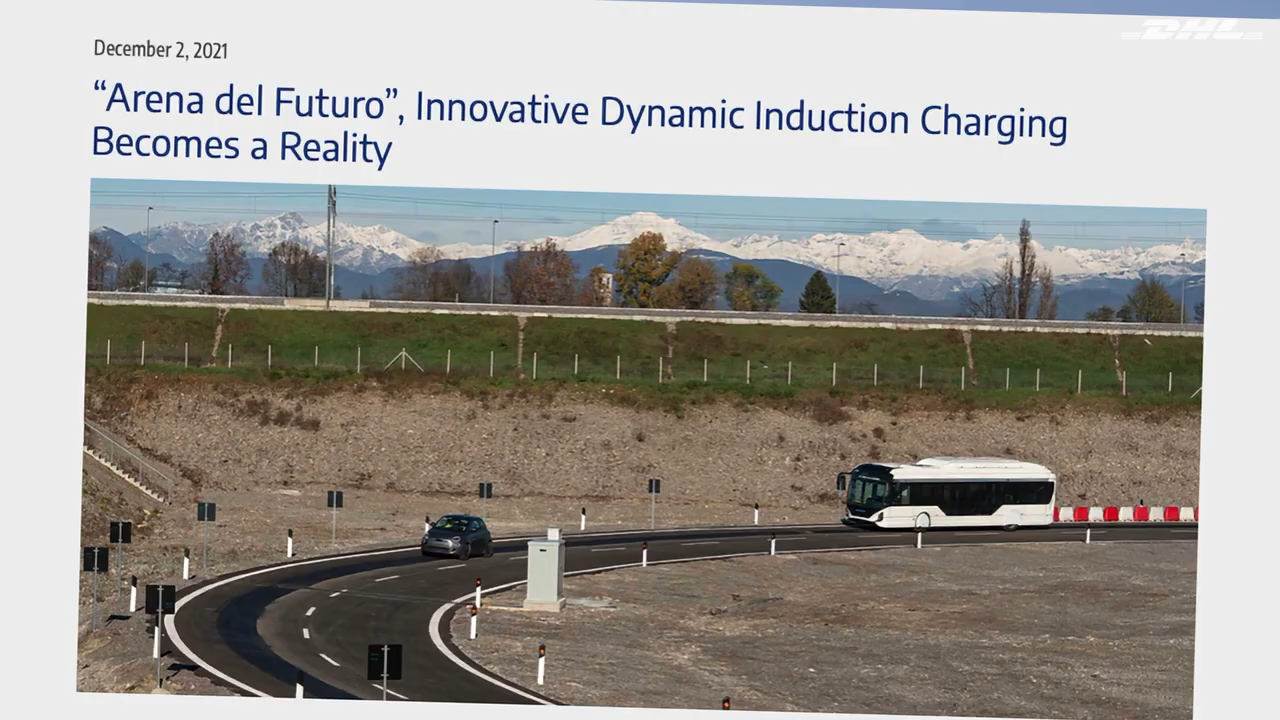 DHL
December 2, 2021
“Arena del Futuro”, Innovative Dynamic Induction Charging
Becomes a Reality